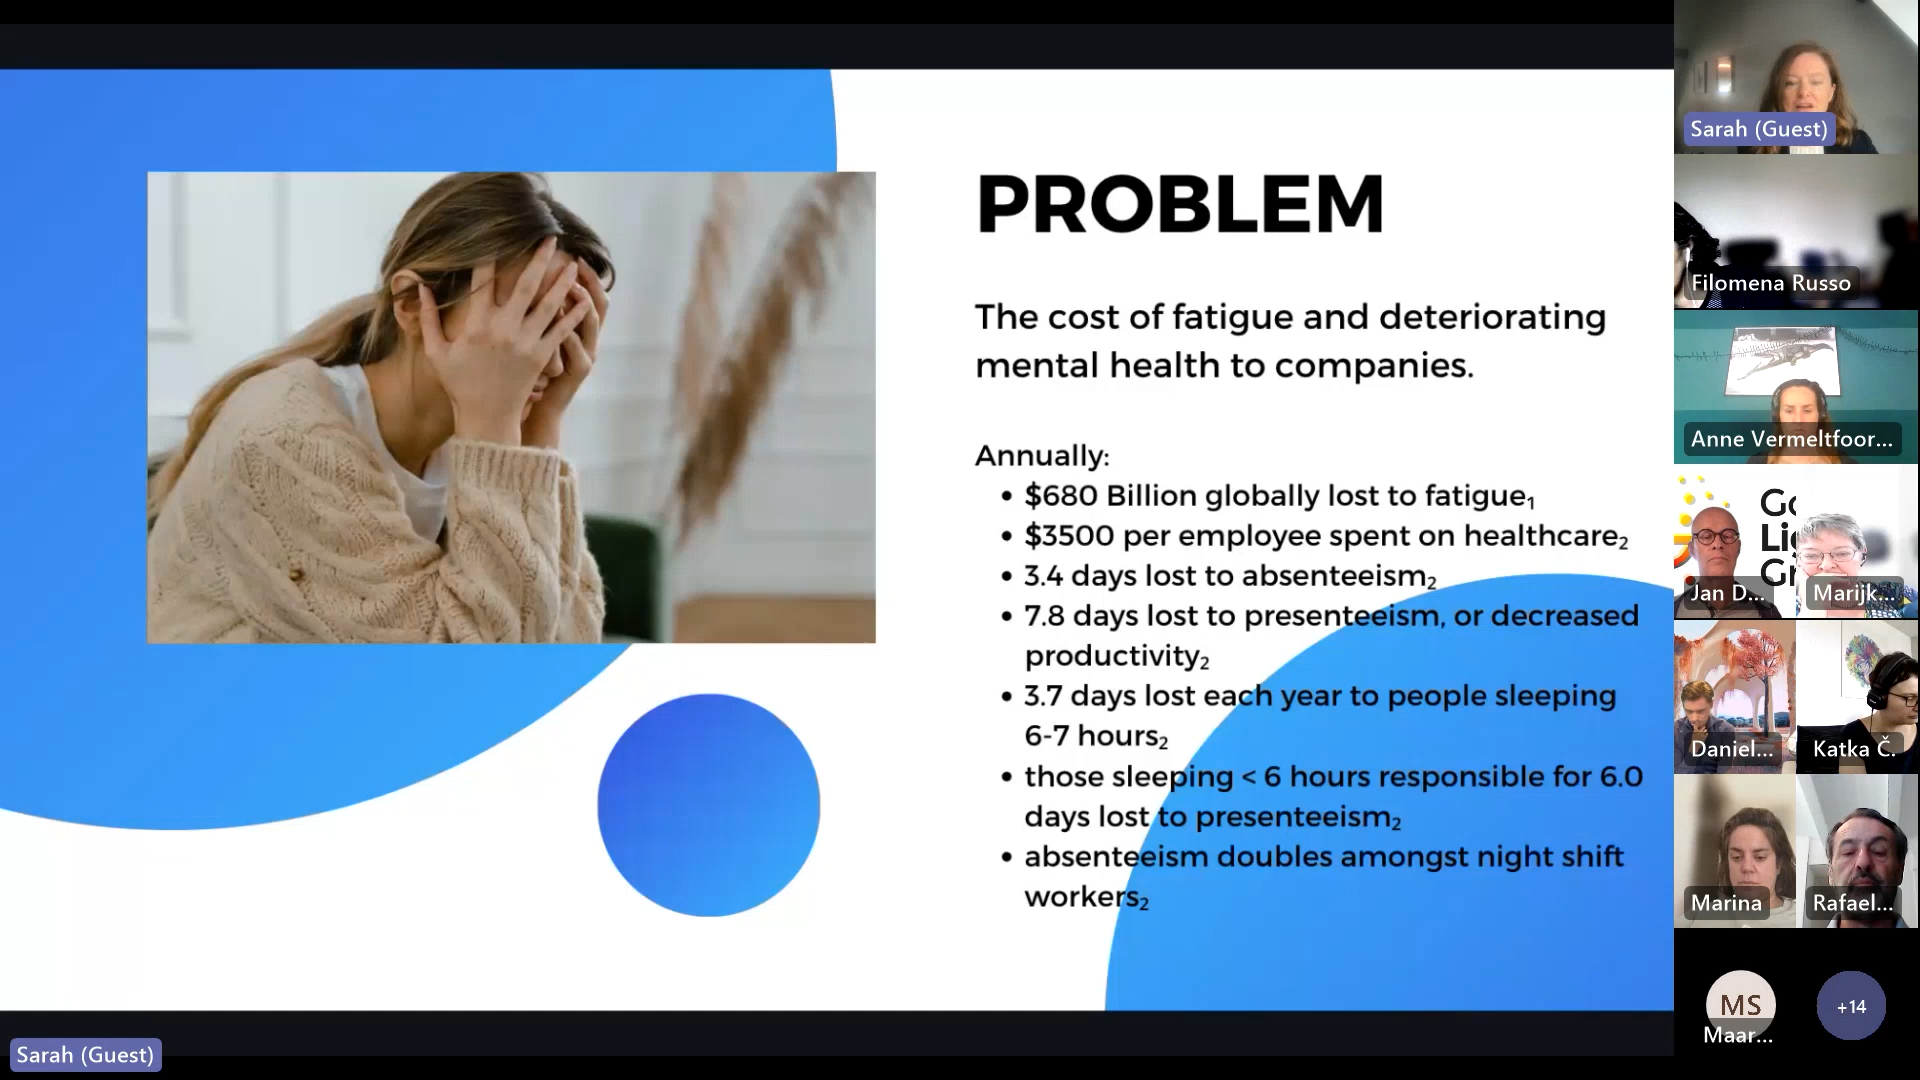 PROBLEM
The cost of fatigue and deteriorating
mental health to companies.
Annually:
• $680 Billion globally lost to fatigue₁
• $3500 per employee spent on healthcare₂
• 3.4 days lost to absenteeism₂
• 7.8 days lost to presenteeism, or decreased
productivity₂
• 3.7 days lost each year to people sleeping
6-7 hours₂
• those sleeping < 6 hours responsible for 6.0
days lost to presenteeism₂
• absenteeism doubles amongst night shift
workers₂
Sarah (Guest)
Sarah (Guest)
Filomena Russo
Anne Vermeltfoor...
Go
Li
Gr
Jan D...
Marijk...
Daniel...
Katka Č.
Marina
Rafael...
MS
Maar...
+14